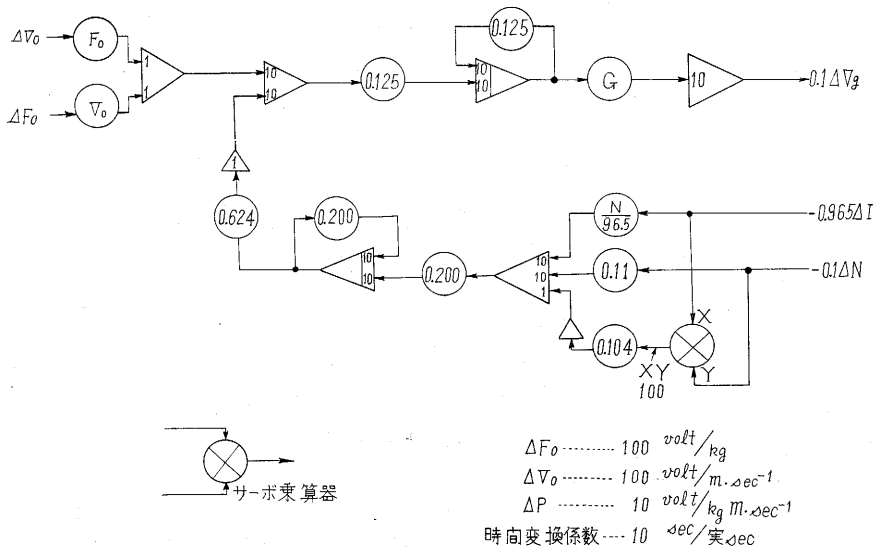 ΔV₀
F₀
ΔF₀
V₀
1
1
10
10
0.125
0.125
10
10
G
10
0.1ΔVg
1
0.624
0.200
10
10
0.200
10
10
1
N/96.5
-0.965ΔI
0.11
-0.1ΔN
0.104
X
Y
XY
100
サーボ乗算器
ΔF₀ ------- 100 volt/kg
ΔV₀ ------- 100 volt/m.sec⁻¹
ΔP ------- 10 volt/kg m.sec⁻¹
時間変換係数---- 10 sec/実sec